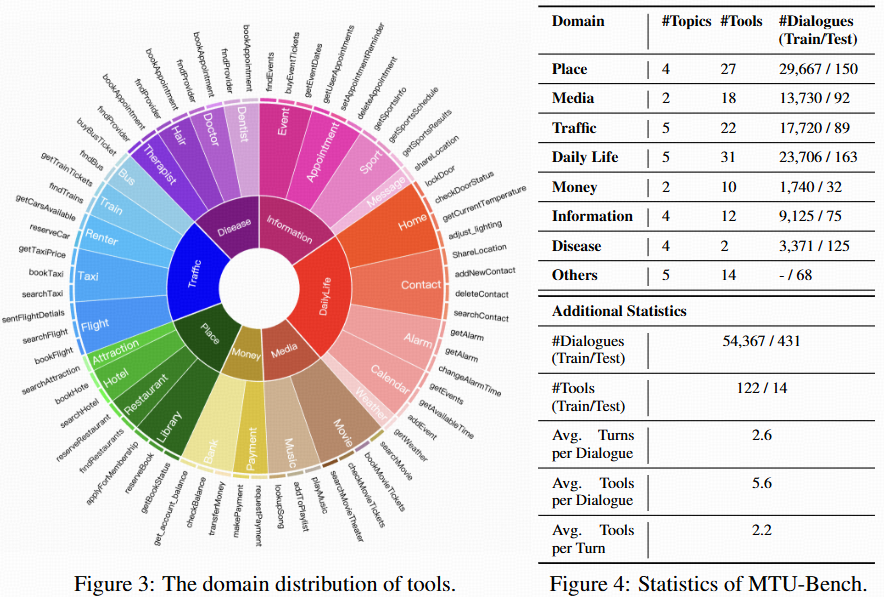 bookAppointment
findProvider
bookAppointment
findProvider
bookAppointment
findProvider
bookAppointment
findProvider
buyBusTicket
findBus
getTrainTickets
findTrains
getCarsAvailable
reserveCar
getTaxiPrice
bookTaxi
searchTaxi
sentFlightDetials
searchFlight
bookFlight
searchAttraction
bookHote
searchHotel
reserveRestaurant
findRestaurants
applyForMembership
reserveBook
getBookStatus
get_account_balance
checkBalance
transferMoney
makePayment
requestPayment
lookupSong
addToPlaylist
playMusic
searchMovieTheater
checkMovieTickets
bookMovieTickets
searchMovie
getWeather
addEvent
getAvailableTime
getEvents
changeAlarmTime
getAlarm
getAlarm
searchContact
deleteContact
addNewContact
ShareLocation
adjust_lighting
getCurrentTemperature
checkDoorStatus
lockDoor
shareLocation
getSportsResults
getSportsSchedule
getSportsInfo
deleteAppointment
setAppointmentReminder
getUserAppointments
getEventDates
buyEventTickets
findEvents
Dentist
Doctor
Hair
Therapist
Bus
Train
Renter
Taxi
Flight
Attraction
Hotel
Restaurant
Library
Bank
Payment
Music
Movie
Weather
Calendar
Alarm
Contact
Home
Message
Sport
Appointment
Event
Disease
Information
Traffic
DailyLife
Place
Money
Media
Figure 3: The domain distribution of tools.
Domain #Topics #Tools #Dialogues
(Train/Test)
Place 4 27 29,667 / 150
Media 2 18 13,730 / 92
Traffic 5 22 17,720 / 89
Daily Life 5 31 23,706 / 163
Money 2 10 1,740 / 32
Information 4 12 9,125 / 75
Disease 4 2 3,371 / 125
Others 5 14 - / 68
Additional Statistics
#Dialogues 54,367 / 431
(Train/Test)
#Tools 122 / 14
(Train/Test)
Avg. Turns 2.6
per Dialogue
Avg. Tools 5.6
per Dialogue
Avg. Tools 2.2
per Turn
Figure 4: Statistics of MTU-Bench.